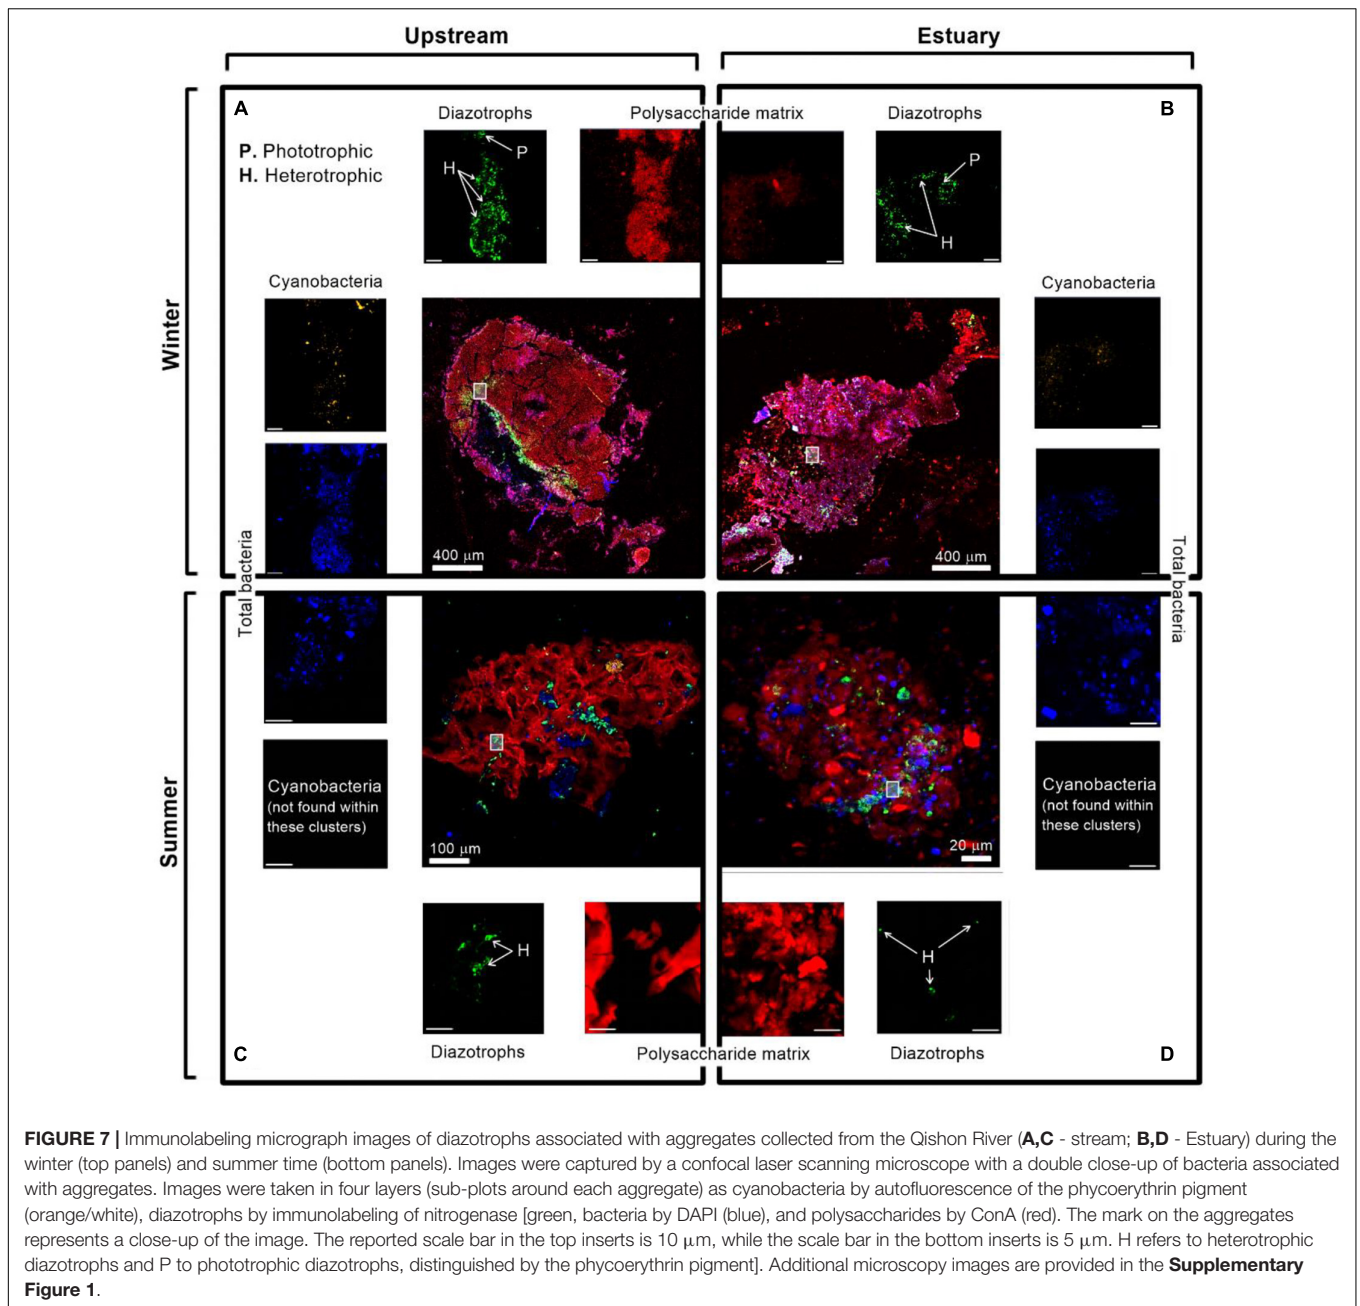 Upstream
Estuary
Winter
Summer
A
B
P. Phototrophic
H. Heterotrophic
Diazotrophs
Polysaccharide matrix
Diazotrophs
P
H
P
H
Cyanobacteria
Cyanobacteria
400 μm
400 μm
Total bacteria
Total bacteria
Cyanobacteria
(not found within
these clusters)
100 μm
20 μm
Cyanobacteria
(not found within
these clusters)
H
H
C
Diazotrophs
Polysaccharide matrix
Diazotrophs
D
FIGURE 7 | Immunolabeling micrograph images of diazotrophs associated with aggregates collected from the Qishon River (A,C - stream; B,D - Estuary) during the
winter (top panels) and summer time (bottom panels). Images were captured by a confocal laser scanning microscope with a double close-up of bacteria associated
with aggregates. Images were taken in four layers (sub-plots around each aggregate) as cyanobacteria by autofluorescence of the phycoerythrin pigment
(orange/white), diazotrophs by immunolabeling of nitrogenase [green, bacteria by DAPI (blue), and polysaccharides by ConA (red). The mark on the aggregates
represents a close-up of the image. The reported scale bar in the top inserts is 10 μm, while the scale bar in the bottom inserts is 5 μm. H refers to heterotrophic
diazotrophs and P to phototrophic diazotrophs, distinguished by the phycoerythrin pigment]. Additional microscopy images are provided in the Supplementary
Figure 1.